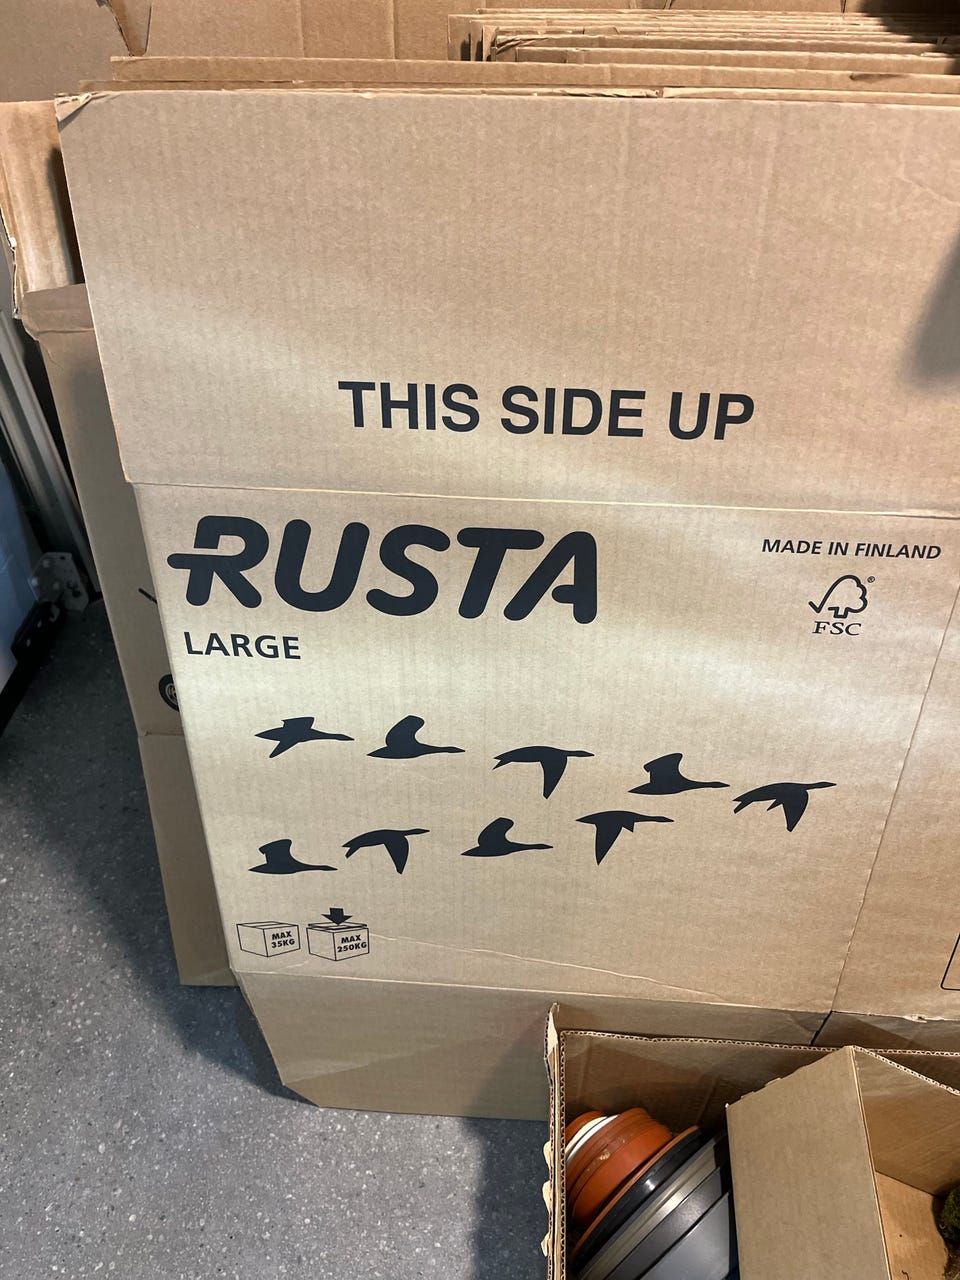 THIS SIDE UP
RUSTA
LARGE
MADE IN FINLAND
FSC®
MAX
35KG
MAX
250KG